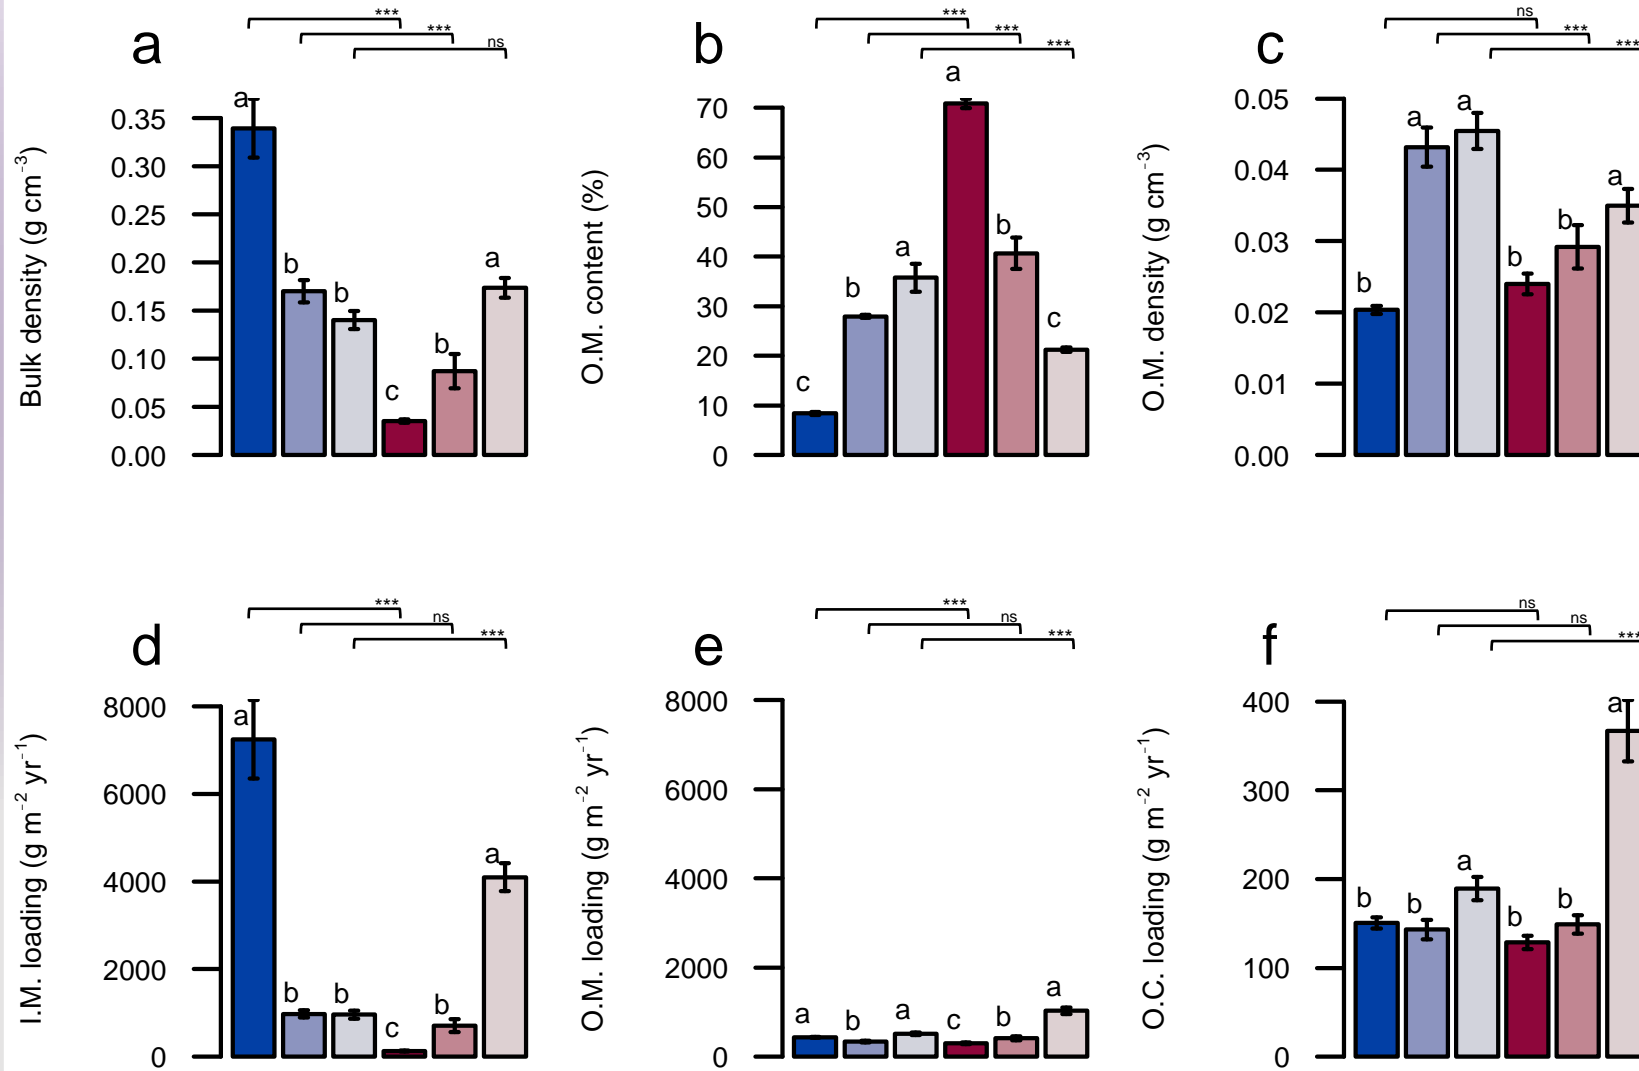 ***
***
ns
a
Bulk density (g cm⁻³)
0.35
0.30
0.25
0.20
0.15
0.10
0.05
0.00
a
b
b
c
b
a
***
***
***
b
O.M. content (%)
70
60
50
40
30
20
10
0
c
b
a
a
b
c
ns
***
***
c
O.M. density (g cm⁻³)
0.05
0.04
0.03
0.02
0.01
0.00
b
a
a
b
b
a
***
ns
***
d
I.M. loading (g m⁻² yr⁻¹)
8000
6000
4000
2000
0
a
b
b
c
b
a
***
ns
***
e
O.M. loading (g m⁻² yr⁻¹)
8000
6000
4000
2000
0
a
b
a
c
b
a
ns
ns
***
f
O.C. loading (g m⁻² yr⁻¹)
400
300
200
100
0
b
b
a
b
b
a